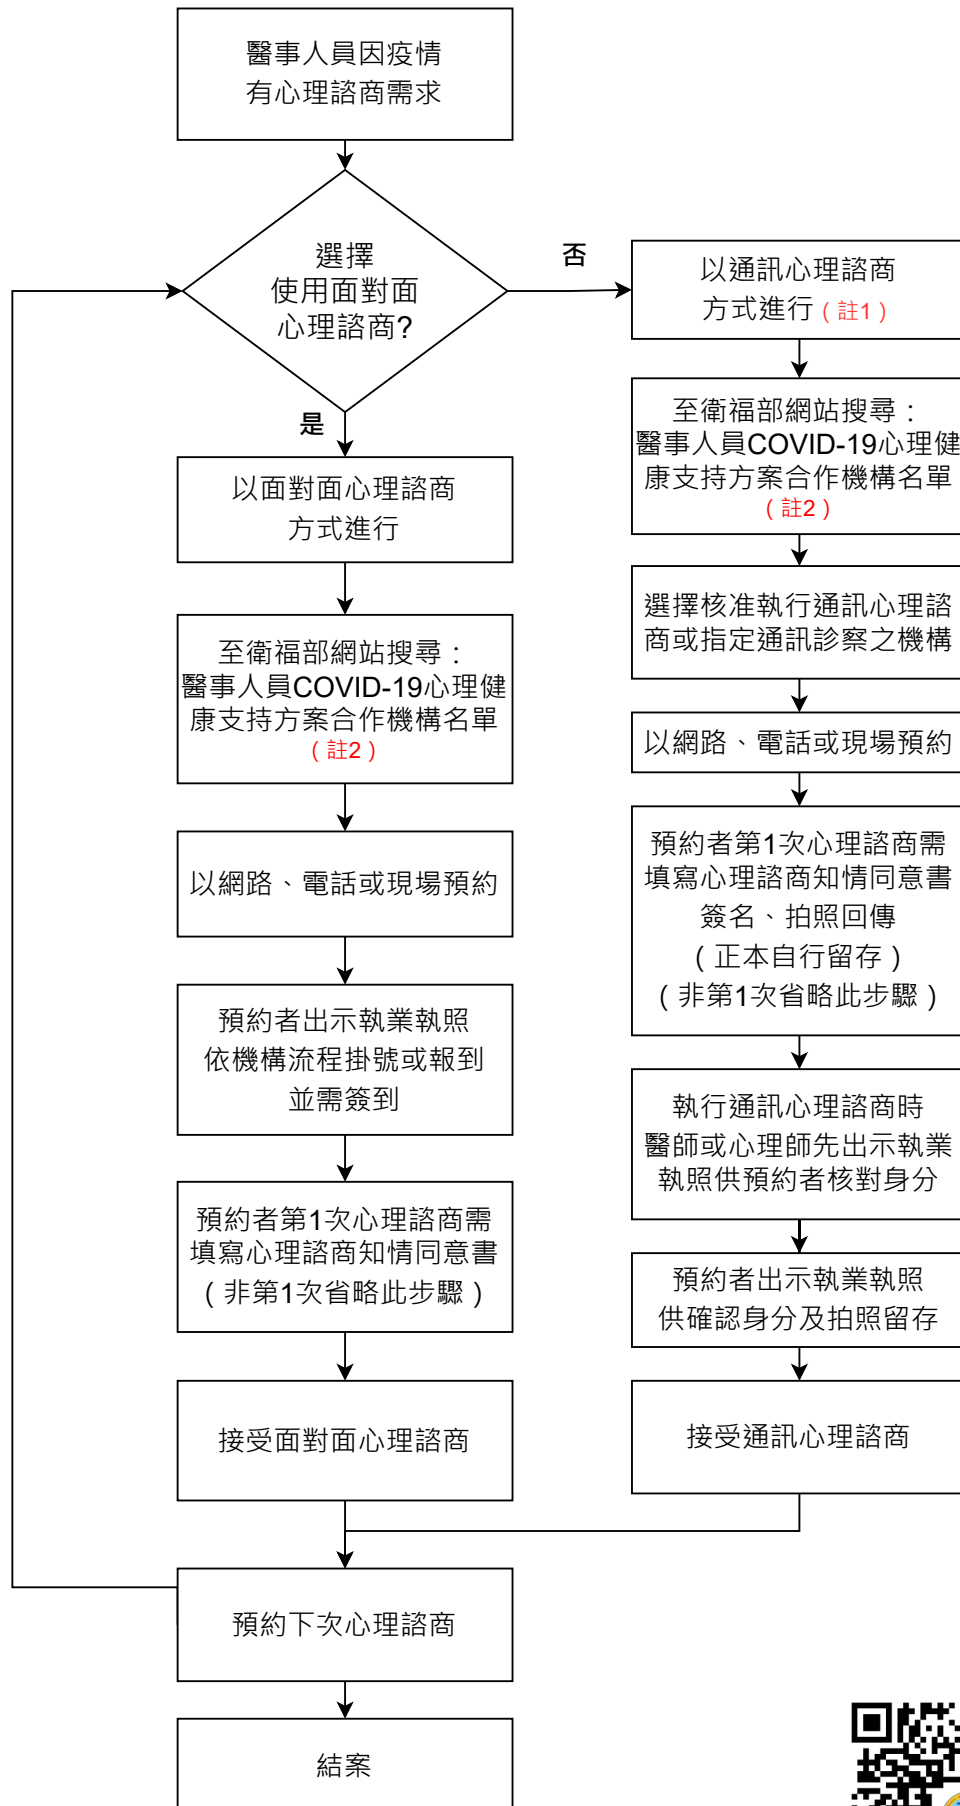 醫事人員因疫情
有心理諮商需求
選擇
使用面對面
心理諮商?
否
是
以面對面心理諮商
方式進行
至衛福部網站搜尋：
醫事人員COVID-19心理健
康支持方案合作機構名單
（註2）
以網路、電話或現場預約
預約者出示執業執照
依機構流程掛號或報到
並需簽到
預約者第1次心理諮商需
填寫心理諮商知情同意書
（非第1次省略此步驟）
接受面對面心理諮商
以通訊心理諮商
方式進行（註1）
至衛福部網站搜尋：
醫事人員COVID-19心理健
康支持方案合作機構名單
（註2）
選擇核准執行通訊心理諮
商或指定通訊診察之機構
以網路、電話或現場預約
預約者第1次心理諮商需
填寫心理諮商知情同意書
簽名、拍照回傳
（正本自行留存）
（非第1次省略此步驟）
執行通訊心理諮商時
醫師或心理師先出示執業
執照供預約者核對身分
預約者出示執業執照
供確認身分及拍照留存
接受通訊心理諮商
預約下次心理諮商
結案